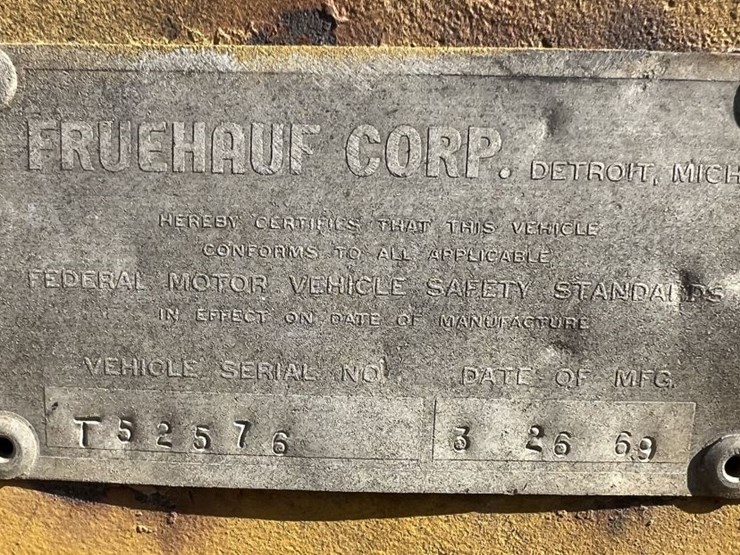 FRUEHAUF CORP. DETROIT, MICH
HEREBY CERTIFIES THAT THIS VEHICLE
CONFORMS TO ALL APPLICABLE
FEDERAL MOTOR VEHICLE SAFETY STANDARDS
IN EFFECT ON DATE OF MANUFACTURE
VEHICLE SERIAL NO. DATE OF MFG.
T52576 3 26 69